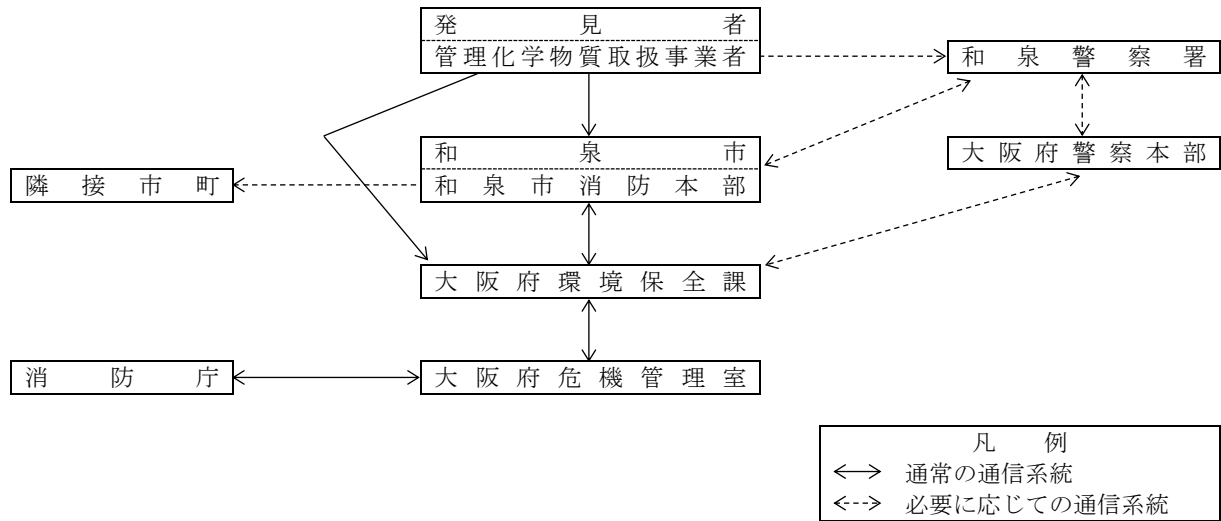 発見者
管理化学物質取扱事業者
和泉警察署
和泉市
大阪府警察本部
隣接市町
和泉市消防本部
大阪府環境保全課
消防庁
大阪府危機管理室
凡例
通常の通信系統
必要に応じての通信系統